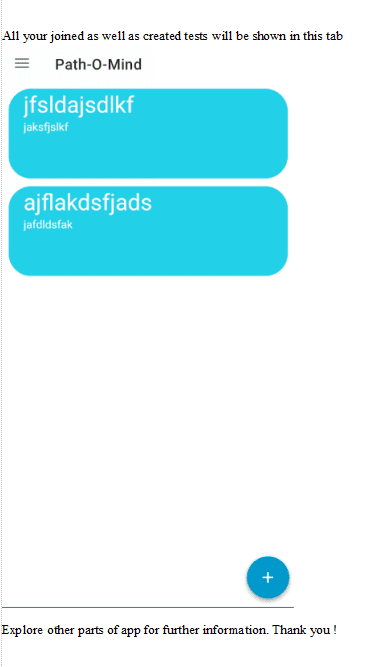 All your joined as well as created tests will be shown in this tab
Path-O-Mind
jfsldajsdlkf
jaksfjslkf
ajflakdsfjads
jafdldsfak
+
Explore other parts of app for further information. Thank you !